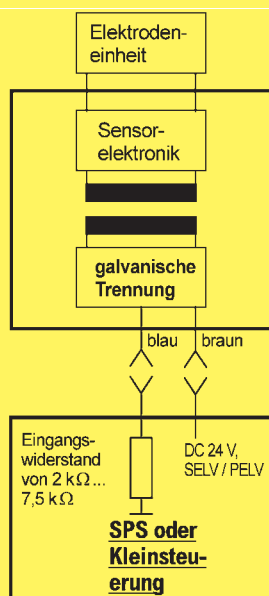 Elektroden-
einheit
Sensor-
elektronik
galvanische
Trennung
blau
braun
Eingangs-
widerstand
von 2 kΩ...
7,5 kΩ
DC 24 V,
SELV / PELV
SPS oder
Kleinsteu-
erung